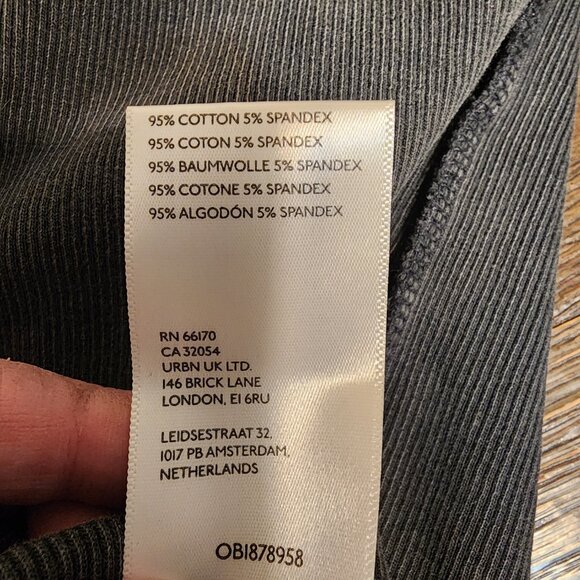 95% COTTON 5% SPANDEX
95% COTON 5% SPANDEX
95% BAUMWOLLE 5% SPANDEX
95% COTONE 5% SPANDEX
95% ALGODÓN 5% SPANDEX
RN 66170
CA 32054
URBN UK LTD.
146 BRICK LANE
LONDON, E1 6RU
LEIDSESTRAAT 32,
1017 PB AMSTERDAM,
NETHERLANDS
OB1878958